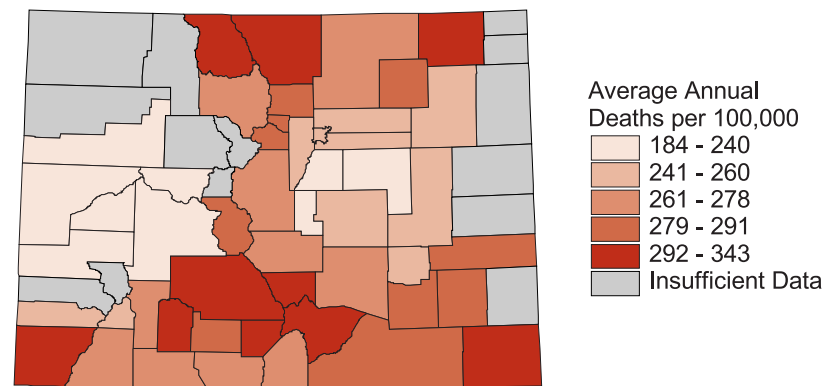 Average Annual
Deaths per 100,000
184 - 240
241 - 260
261 - 278
279 - 291
292 - 343
Insufficient Data